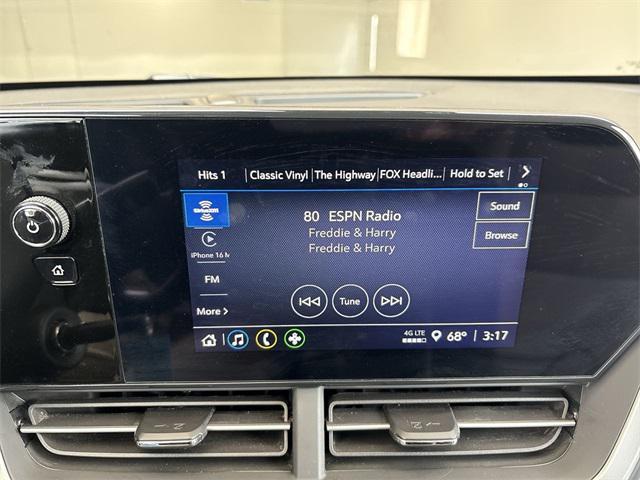 Hits 1 Classic Vinyl The Highway FOX Headli... Hold to Set
80 ESPN Radio
Freddie & Harry
Freddie & Harry
Sound
Browse
iPhone 16 M
FM
More
Tune
4G LTE 68° 3:17